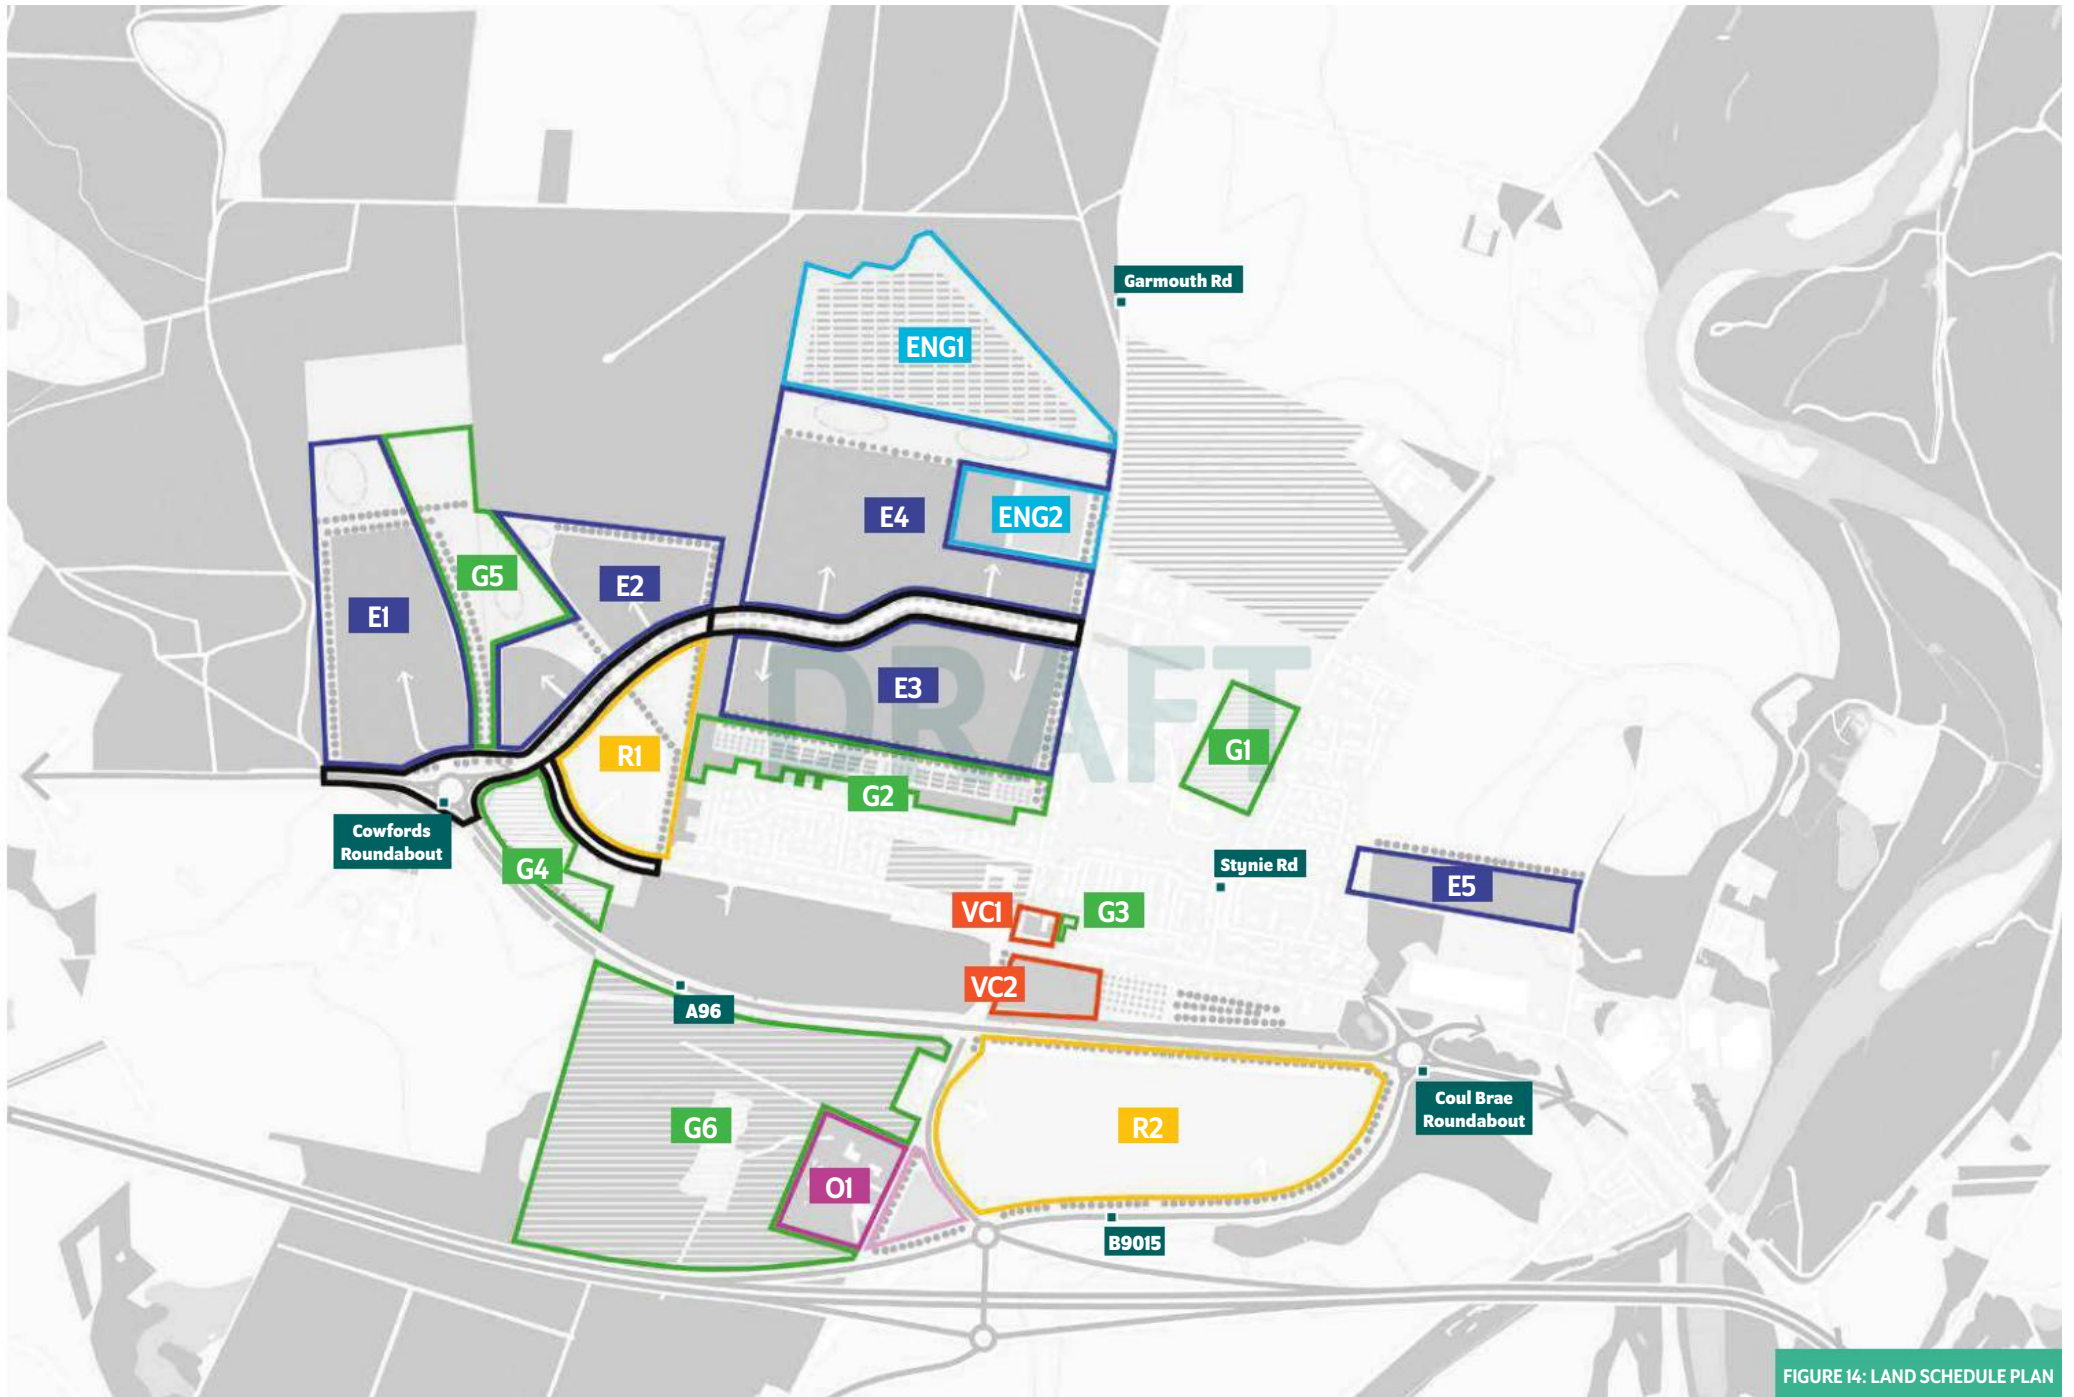 Garmouth Rd
ENG1
E4
ENG2
G5
E2
E1
E3
DRAFT
G1
R1
G2
Cowfords
Roundabout
G4
Stynie Rd
E5
VC1
G3
VC2
A96
Coul Brae
Roundabout
G6
R2
O1
B9015
FIGURE 14: LAND SCHEDULE PLAN